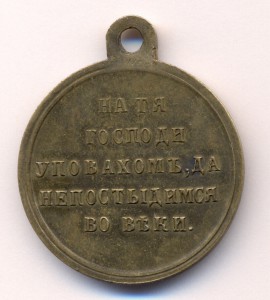 НА ТЯ
ГОСПОДИ
УПОВАХОМЪ, ДА
НЕПОСТЫДИМСЯ
ВО ВѢКИ.